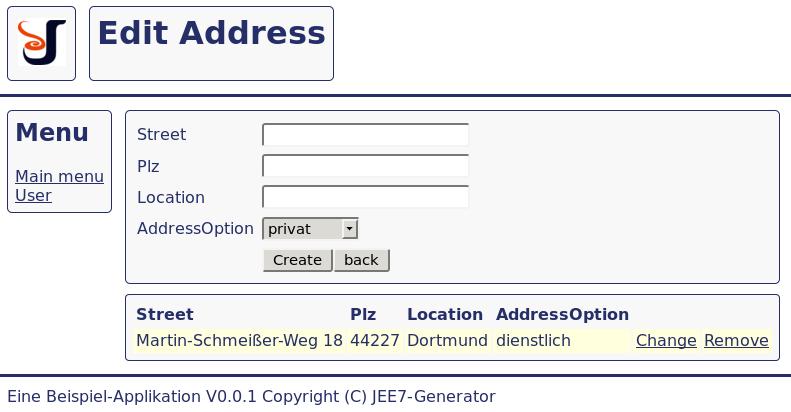 Edit Address
Menu
Main menu
User
Street
Plz
Location
AddressOption privat
Create back
Street Plz Location AddressOption
Martin-Schmeißer-Weg 18 44227 Dortmund dienstlich Change Remove
Eine Beispiel-Applikation V0.0.1 Copyright (C) JEE7-Generator